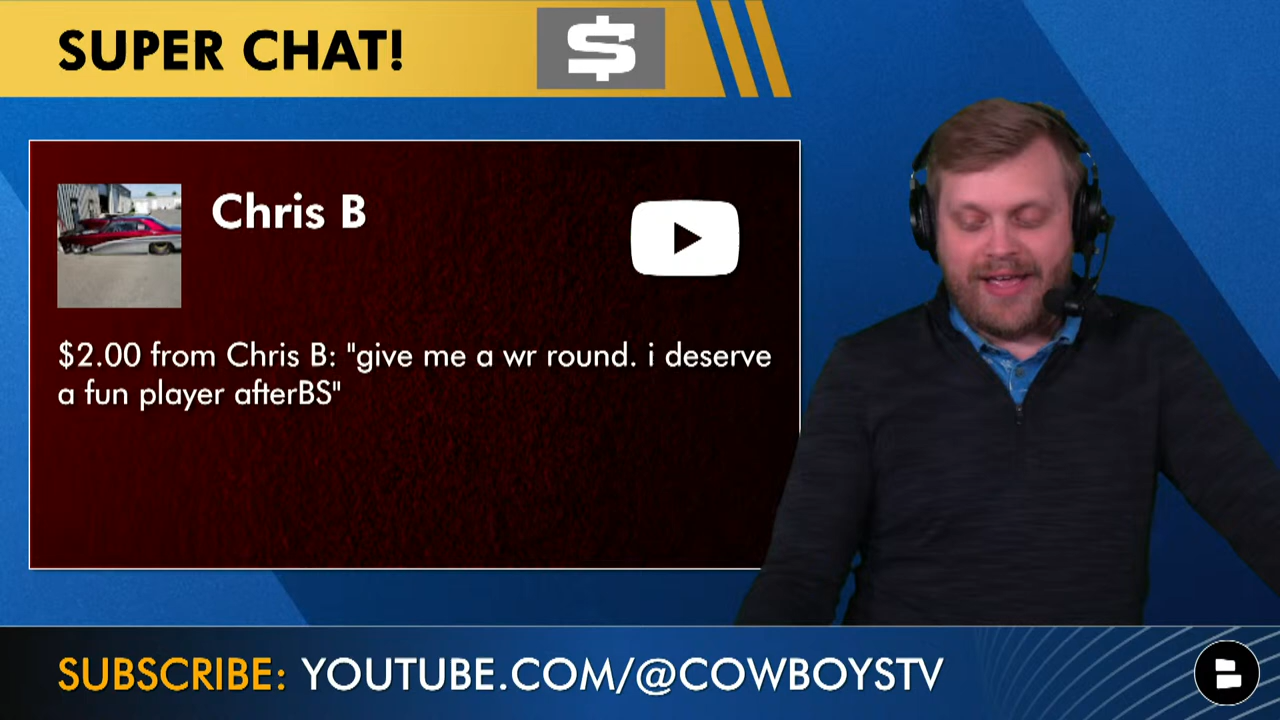 SUPER CHAT!
Chris B
$2.00 from Chris B: "give me a wr round. i deserve
a fun player afterBS"
SUBSCRIBE: YOUTUBE.COM/@COWBOYSTV